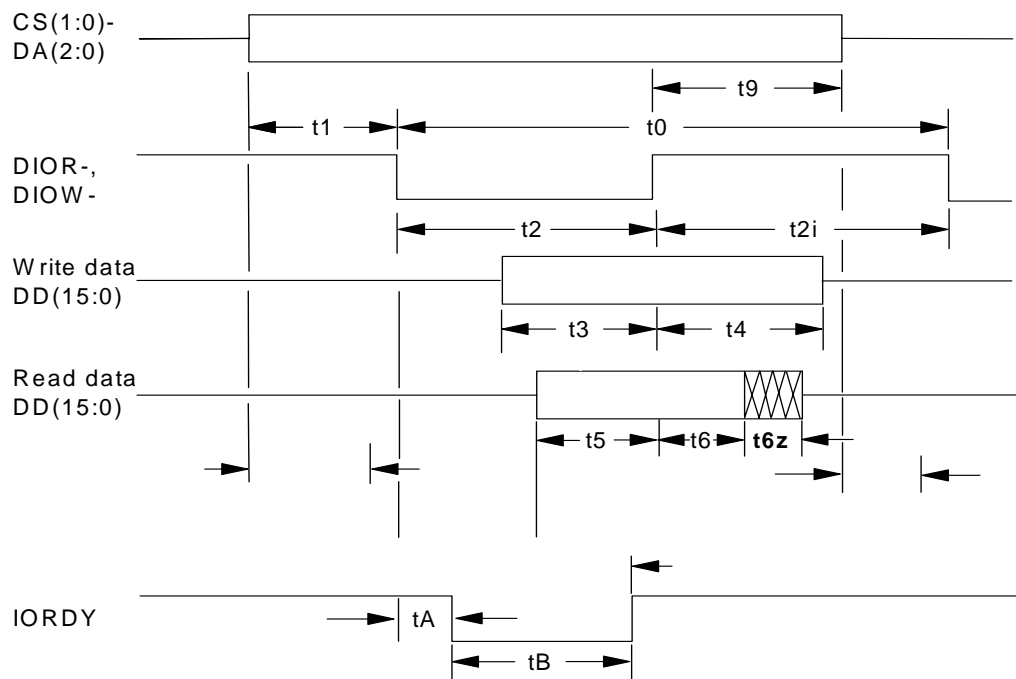 CS(1:0)-
DA(2:0)
t9
t1
t0
DIOR-,
DIOW-
t2
t2i
Write data
DD(15:0)
t3
t4
Read data
DD(15:0)
t5
t6
t6z
IORDY
tA
tB